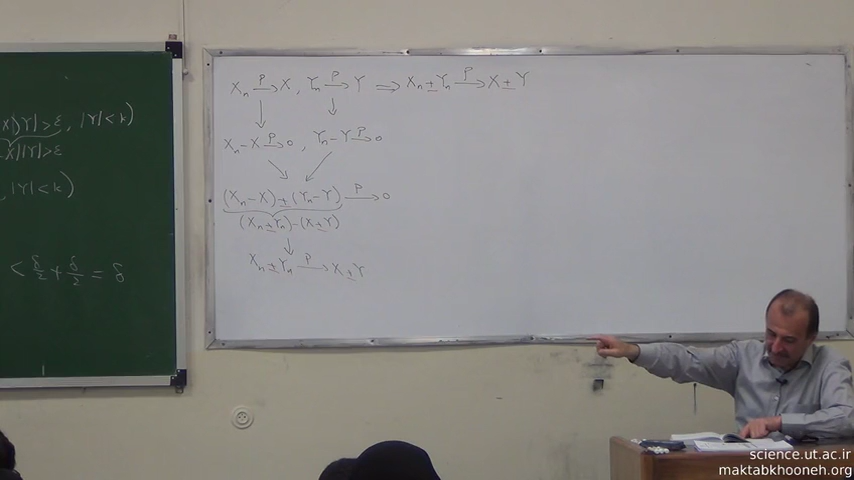 X|Y|>ε, |Y|<k)
-X||Y|>ε
, |Y|<k)
< δ/2 + δ/2 = δ
Xₙ —P→ X, Yₙ —P→ Y ⟹ Xₙ ± Yₙ —P→ X ± Y
↓ ↓
Xₙ - X —P→ 0, Yₙ - Y —P→ 0
↘ ↙
(Xₙ - X) ± (Yₙ - Y) —P→ 0
(Xₙ ± Yₙ) - (X ± Y)
↓
Xₙ ± Yₙ —P→ X ± Y
science.ut.ac.ir
maktabkhooneh.org